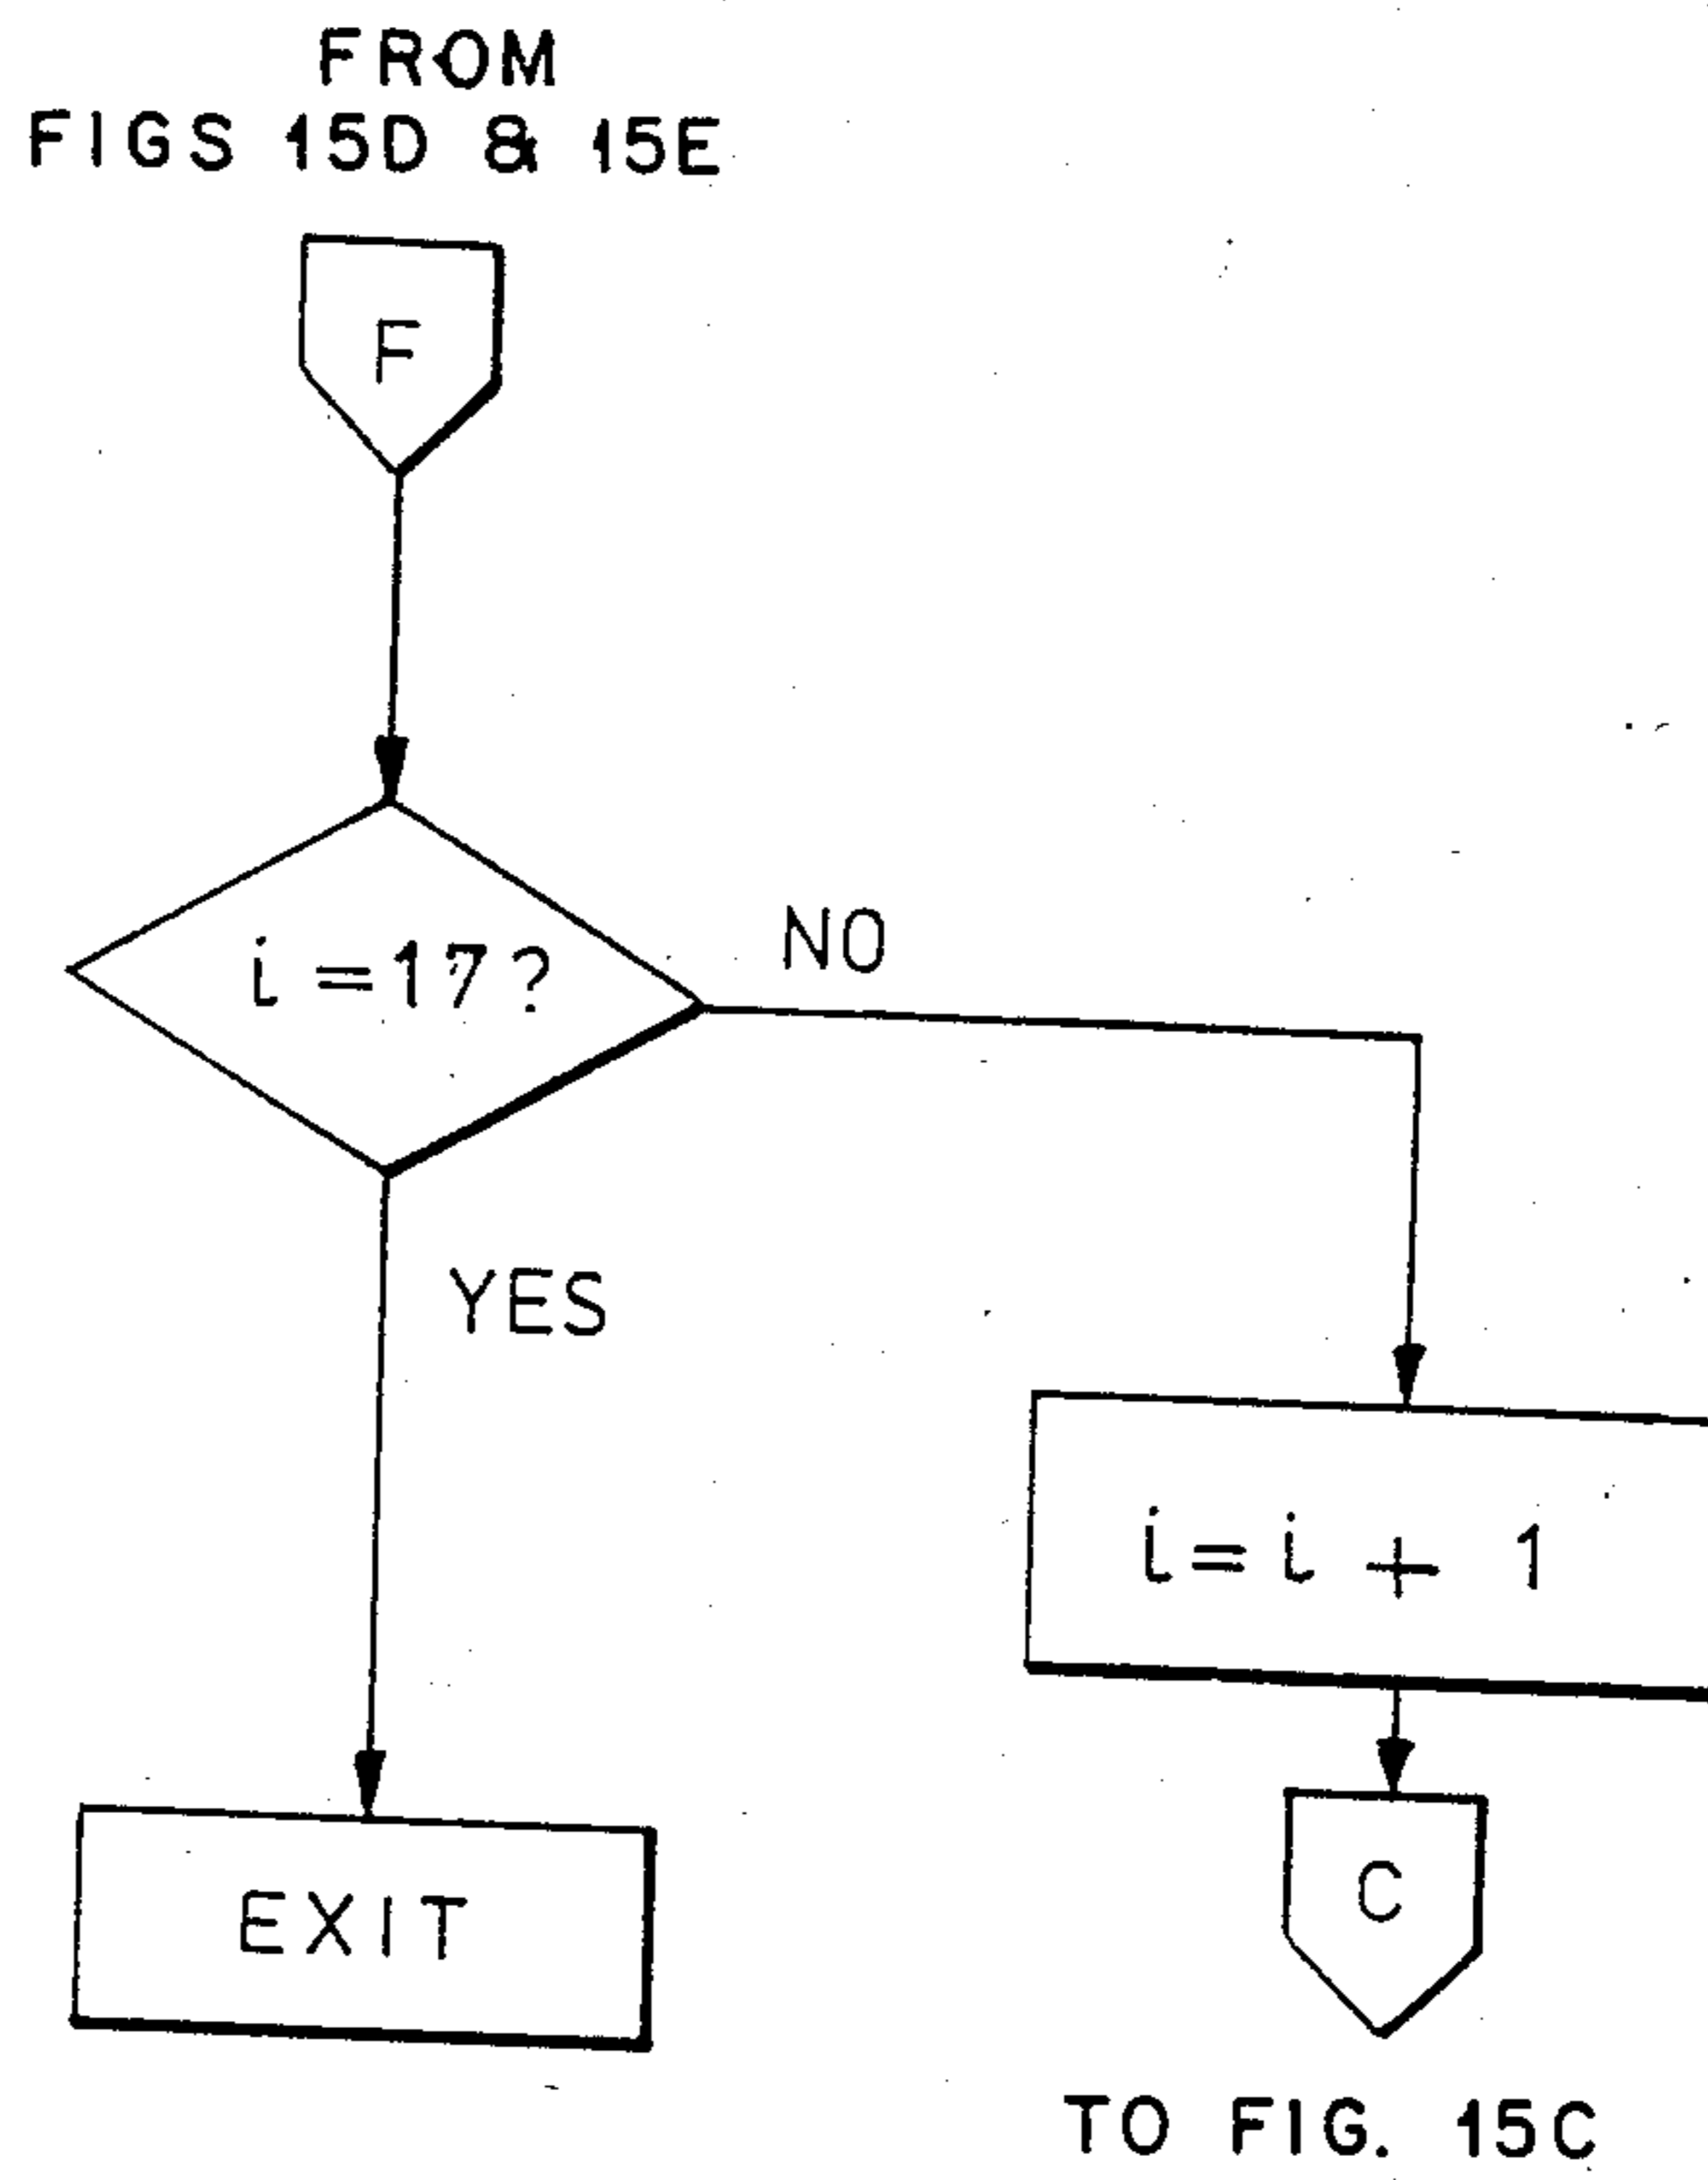 FROM
FIGS 15D & 15E
F
i = 17?
NO
YES
i = i + 1
EXIT
C
TO FIG. 15C